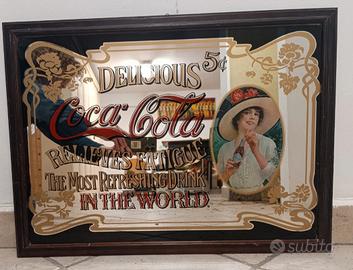 DELICIOUS 5¢
Coca-Cola
RELIEVES FATIGUE
THE MOST REFRESHING DRINK
IN THE WORLD
subito